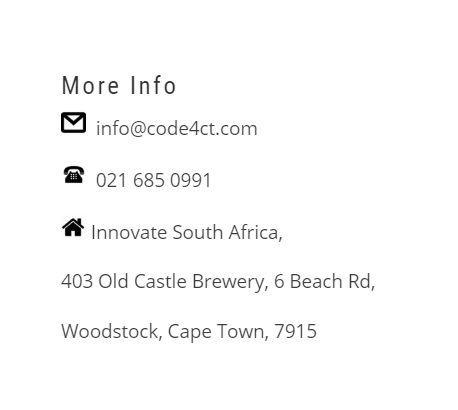 More Info
info@code4ct.com
021 685 0991
Innovate South Africa,
403 Old Castle Brewery, 6 Beach Rd,
Woodstock, Cape Town, 7915